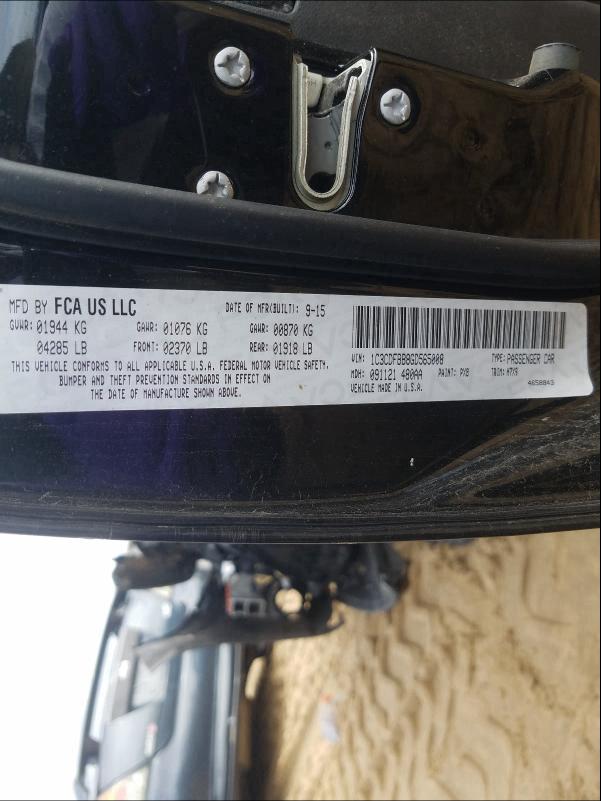 MFD BY FCA US LLC DATE OF MFR(BUILT): 9-15
GVWR: 01944 KG GAWR: 01076 KG GAWR: 00870 KG
04285 LB FRONT: 02370 LB REAR: 01918 LB
THIS VEHICLE CONFORMS TO ALL APPLICABLE U.S.A. FEDERAL MOTOR VEHICLE SAFETY,
BUMPER AND THEFT PREVENTION STANDARDS IN EFFECT ON
THE DATE OF MANUFACTURE SHOWN ABOVE.
VIN: 1C3CDFBB8GD565008 TYPE: PASSENGER CAR
MDH: 091121 480AA PAINT: PX8 TRIM: H7X9
VEHICLE MADE IN U.S.A. 4658843